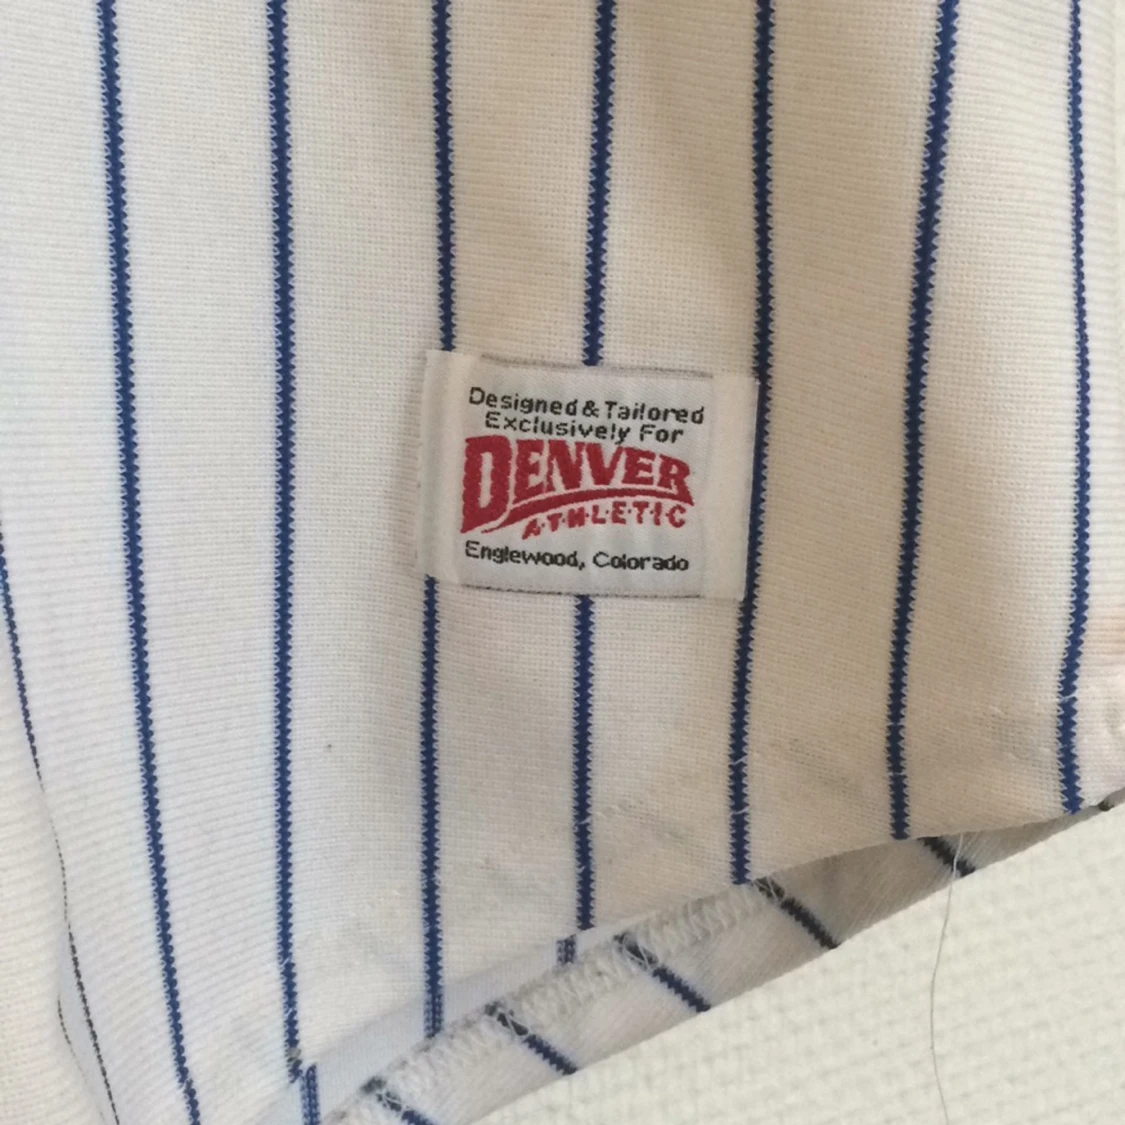 Designed & Tailored
Exclusively For
DENVER
ATHLETIC
Englewood, Colorado